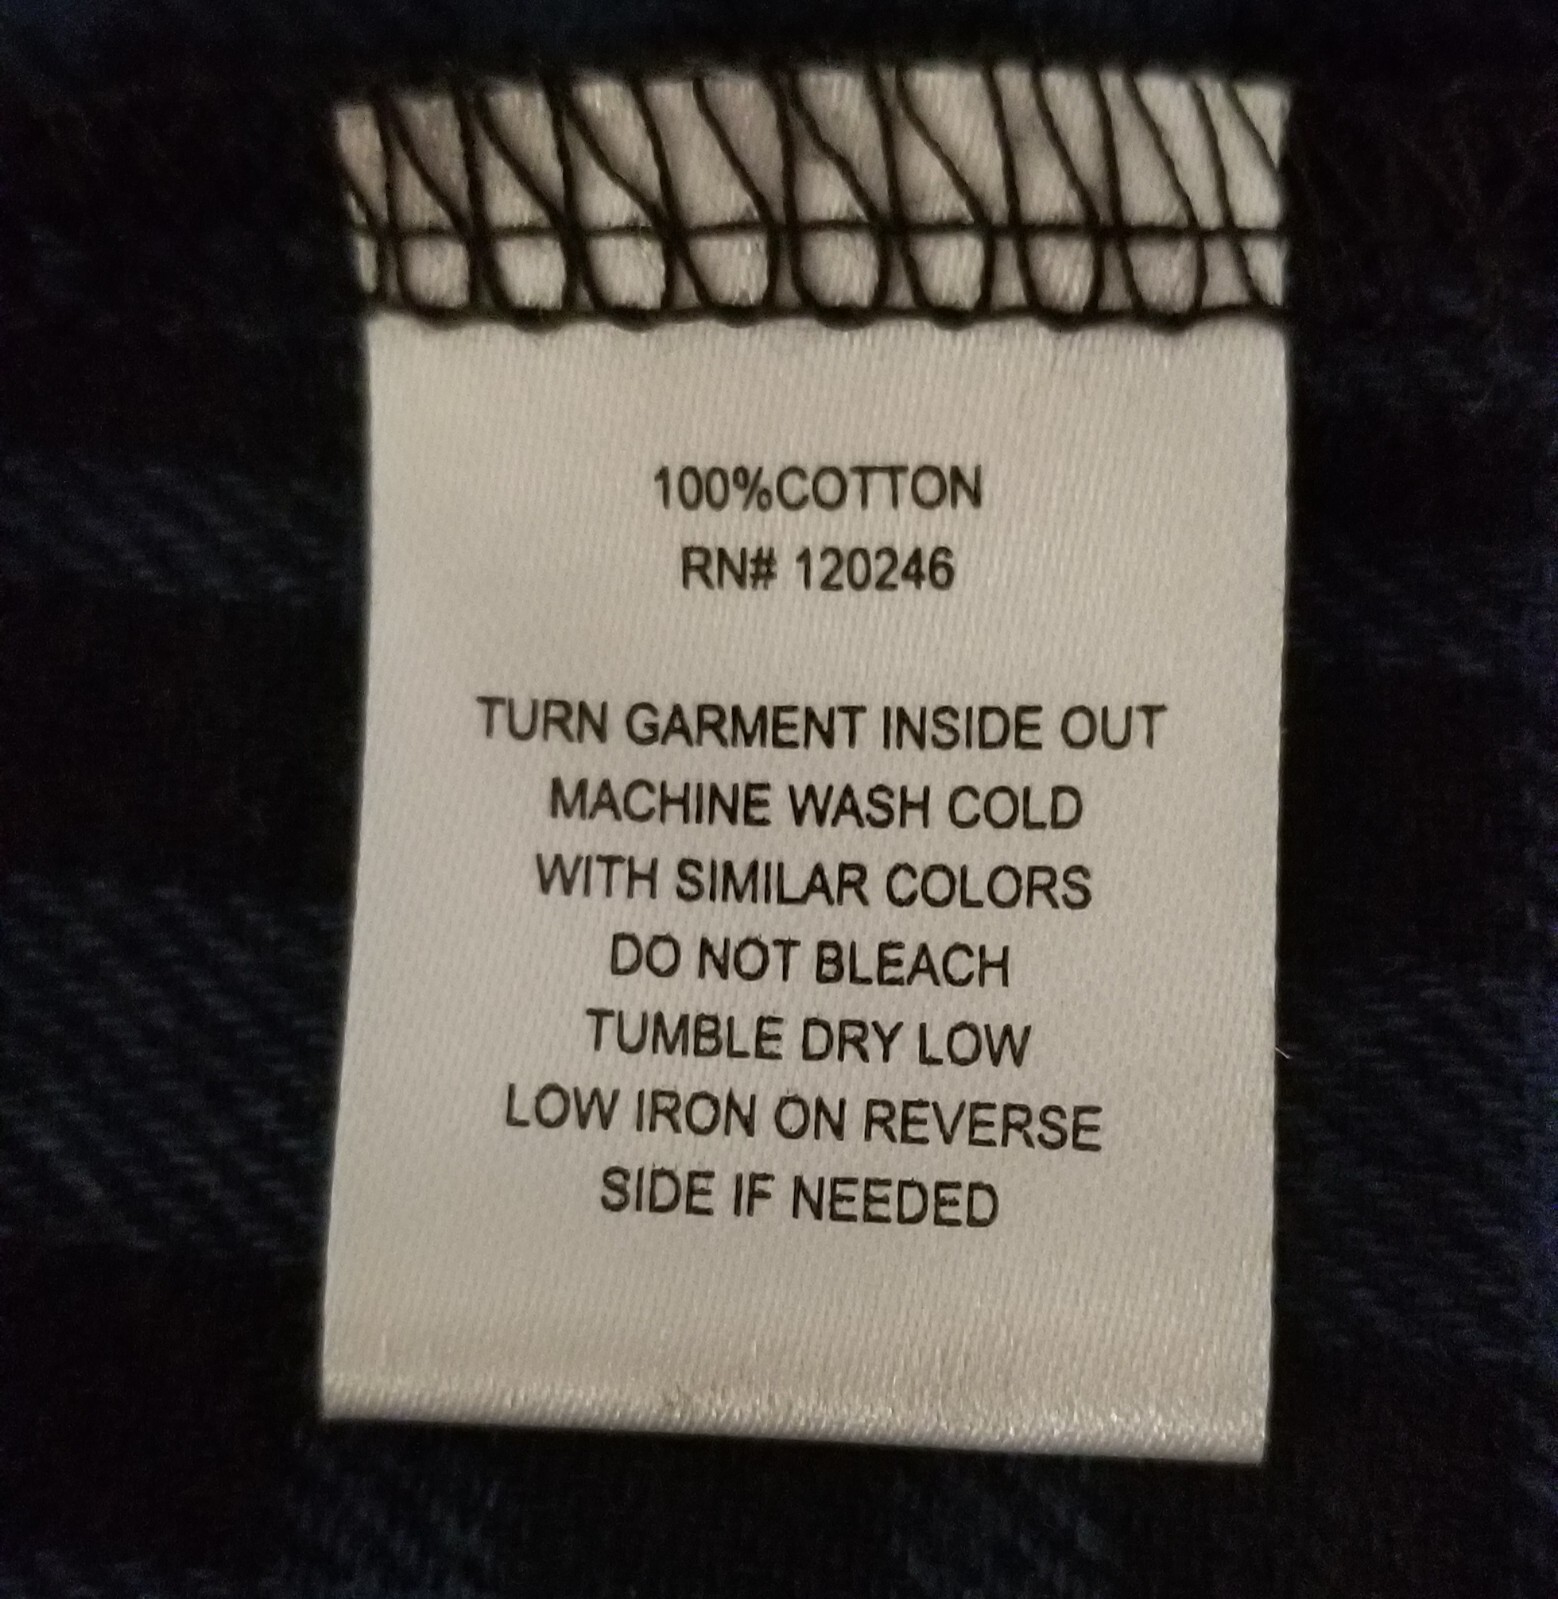 100%COTTON
RN# 120246
TURN GARMENT INSIDE OUT
MACHINE WASH COLD
WITH SIMILAR COLORS
DO NOT BLEACH
TUMBLE DRY LOW
LOW IRON ON REVERSE
SIDE IF NEEDED